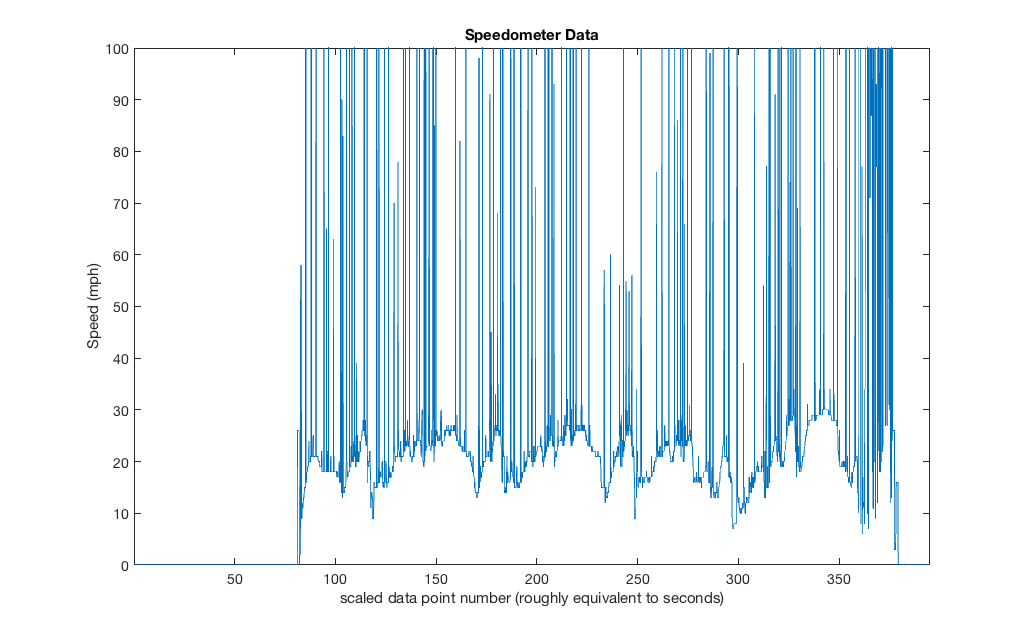 Speedometer Data
100
90
80
70
60
50
40
30
20
10
0
Speed (mph)
50 100 150 200 250 300 350
scaled data point number (roughly equivalent to seconds)